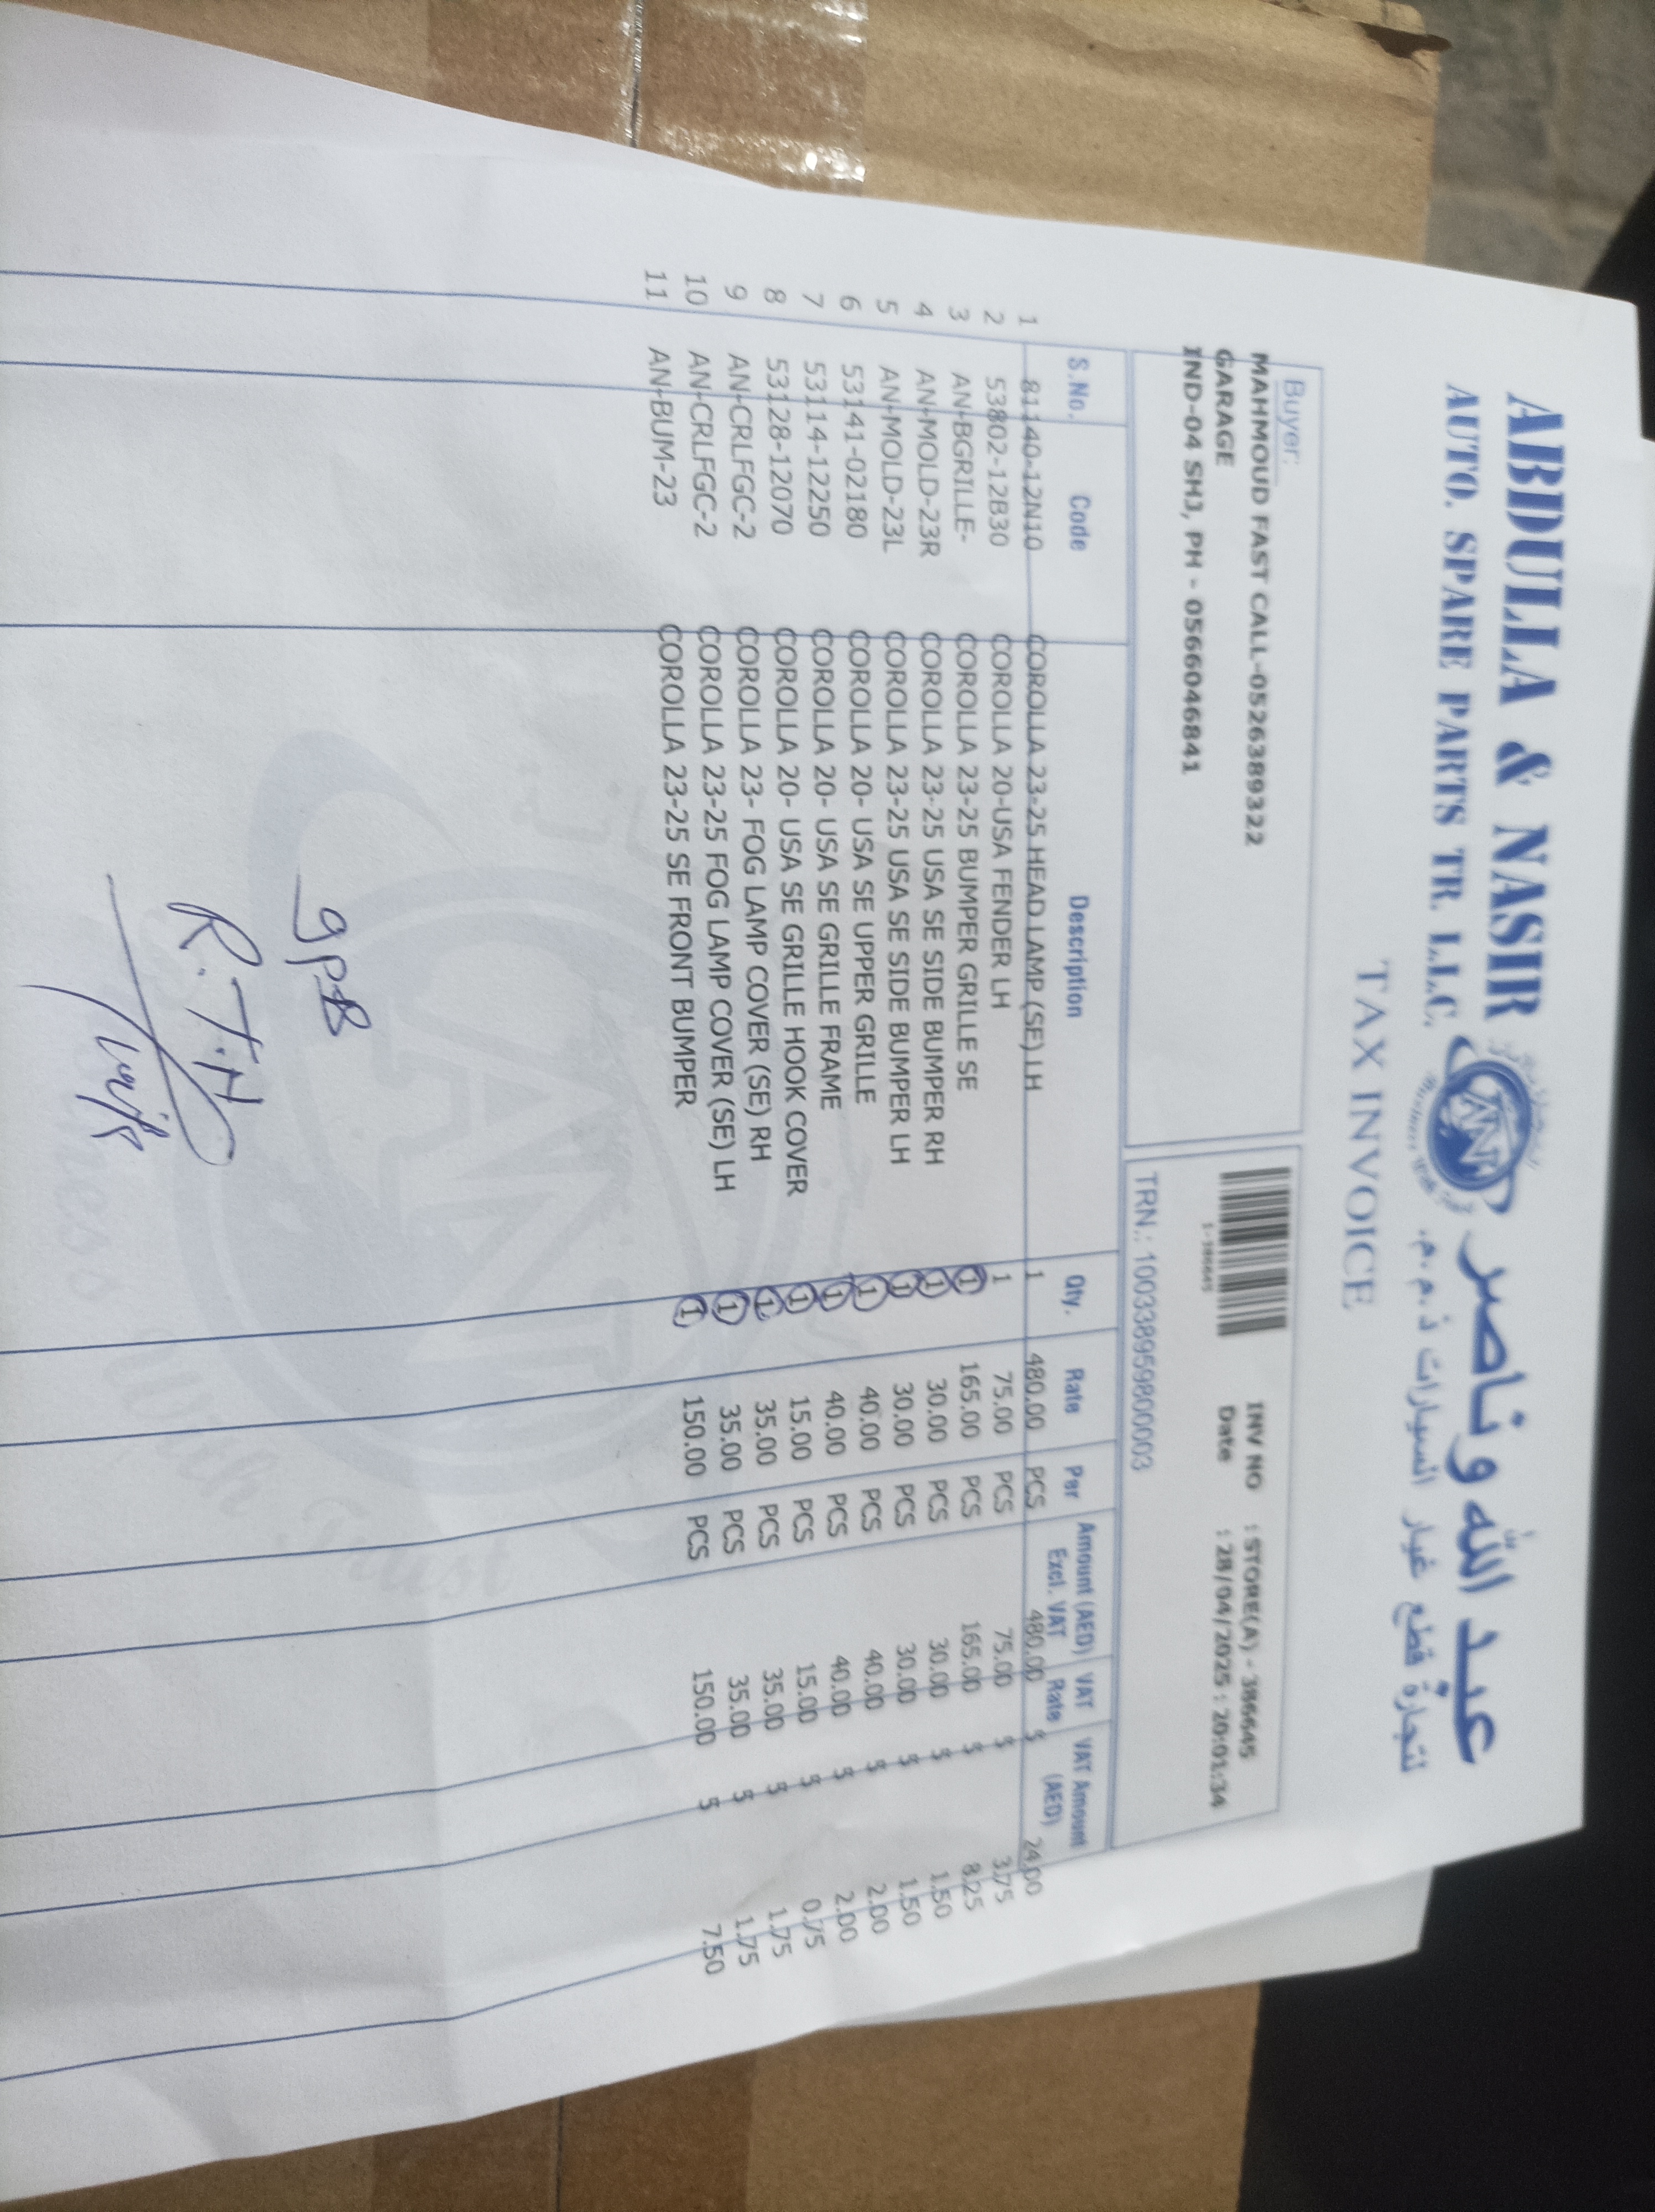 ABDULLA & NASIR
AUTO. SPARE PARTS TR. L.L.C.
عبد الله وناصر
لتجارة قطع غيار السيارات ذ.م.م.
AN
TAX INVOICE
Buyer:
MAHMOUD FAST CALL-0526389322
GARAGE
IND-04 SHJ, PH - 0566046841
1-386645
INV NO : STORE(A) - 386645
Date : 28/04/2025 : 20:01:34
TRN.: 100338959800003
S.No. Code Description Qty. Rate Per Amount (AED) Excl. VAT VAT Rate VAT Amount (AED)
1 81140-12N10 COROLLA 23-25 HEAD LAMP (SE) LH 1 480.00 PCS 480.00 5 24.00
2 53802-12B30 COROLLA 20-USA FENDER LH 1 75.00 PCS 75.00 5 3.75
3 AN-BGRILLE- COROLLA 23-25 BUMPER GRILLE SE 1 165.00 PCS 165.00 5 8.25
4 AN-MOLD-23R COROLLA 23-25 USA SE SIDE BUMPER RH 1 30.00 PCS 30.00 5 1.50
5 AN-MOLD-23L COROLLA 23-25 USA SE SIDE BUMPER LH 1 30.00 PCS 30.00 5 1.50
6 53141-02180 COROLLA 20- USA SE UPPER GRILLE 1 40.00 PCS 40.00 5 2.00
7 53114-12250 COROLLA 20- USA SE GRILLE FRAME 1 40.00 PCS 40.00 5 2.00
8 53128-12070 COROLLA 20- USA SE GRILLE HOOK COVER 1 15.00 PCS 15.00 5 0.75
9 AN-CRLFGC-2 COROLLA 23- FOG LAMP COVER (SE) RH 1 35.00 PCS 35.00 5 1.75
10 AN-CRLFGC-2 COROLLA 23-25 FOG LAMP COVER (SE) LH 1 35.00 PCS 35.00 5 1.75
11 AN-BUM-23 COROLLA 23-25 SE FRONT BUMPER 1 150.00 PCS 150.00 5 7.50
R.T.H
With Trust